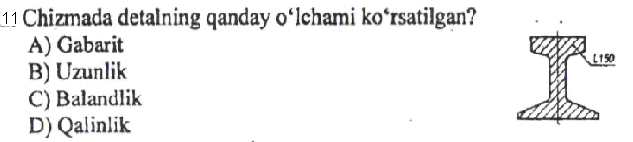 11 Chizmada detalning qanday o‘lchami ko‘rsatilgan?
A) Gabarit
B) Uzunlik
C) Balandlik
D) Qalinlik
L150